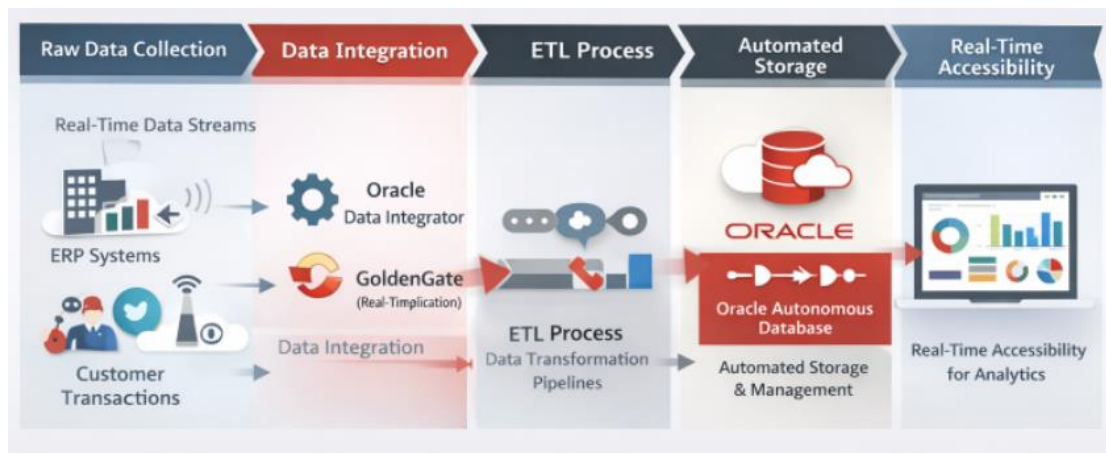 Raw Data Collection
Data Integration
ETL Process
Automated
Storage
Real-Time
Accessibility
Real-Time Data Streams
ERP Systems
Customer
Transactions
Oracle
Data Integrator
GoldenGate
(Real-Timplication)
Data Integration
ETL Process
Data Transformation
Pipelines
ORACLE
Oracle Autonomous
Database
Automated Storage
& Management
Real-Time Accessibility
for Analytics